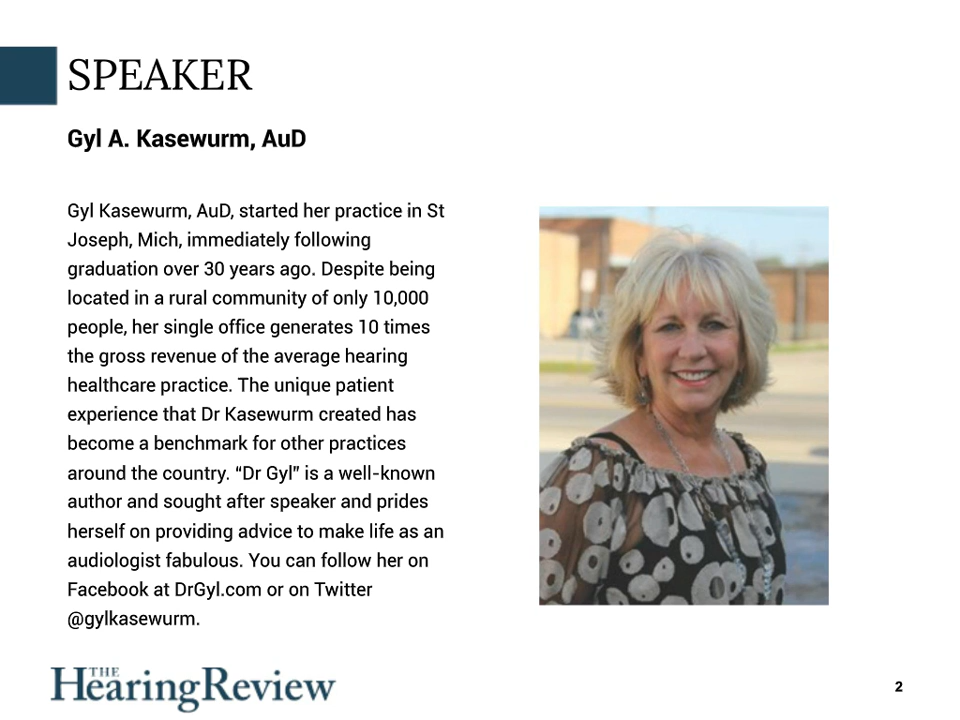 SPEAKER
Gyl A. Kasewurm, AuD
Gyl Kasewurm, AuD, started her practice in St
Joseph, Mich, immediately following
graduation over 30 years ago. Despite being
located in a rural community of only 10,000
people, her single office generates 10 times
the gross revenue of the average hearing
healthcare practice. The unique patient
experience that Dr Kasewurm created has
become a benchmark for other practices
around the country. “Dr Gyl” is a well-known
author and sought after speaker and prides
herself on providing advice to make life as an
audiologist fabulous. You can follow her on
Facebook at DrGyl.com or on Twitter
@gylkasewurm.
THE
HearingReview
2